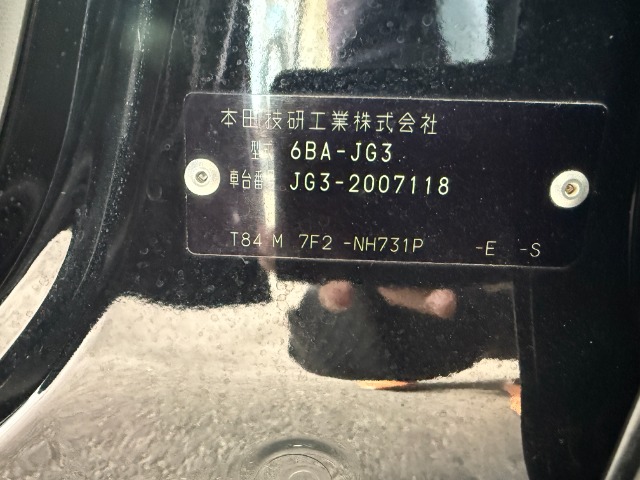 本田技研工業株式会社
型式 6BA-JG3
車台番号 JG3-2007118
T84 M 7F2 -NH731P -E -S